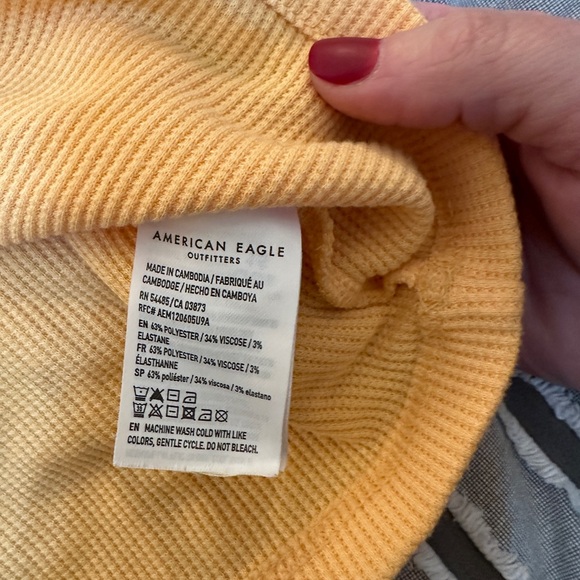 AMERICAN EAGLE
OUTFITTERS
MADE IN CAMBODIA / FABRIQUÉ AU
CAMBODGE / HECHO EN CAMBOYA
RN 54485/CA 03873
RFC# AEM120605U9A
EN 63% POLYESTER / 34% VISCOSE / 3%
ELASTANE
FR 63% POLYESTER / 34% VISCOSE / 3%
ÉLASTHANNE
SP 63% poliéster / 34% viscosa / 3% elastano
EN MACHINE WASH COLD WITH LIKE
COLORS, GENTLE CYCLE. DO NOT BLEACH.